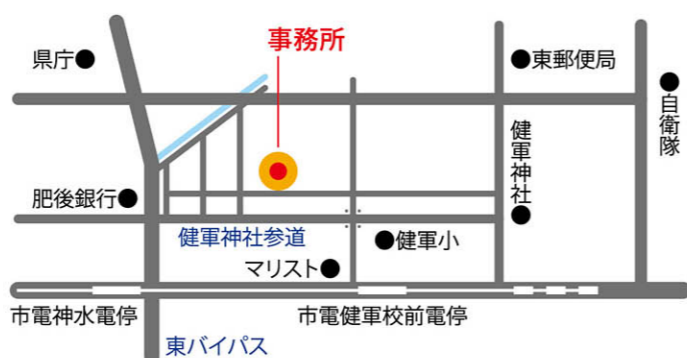 事務所
県庁
東郵便局
自衛隊
健軍神社
肥後銀行
健軍神社参道
健軍小
マリスト
市電神水電停
市電健軍校前電停
東バイパス